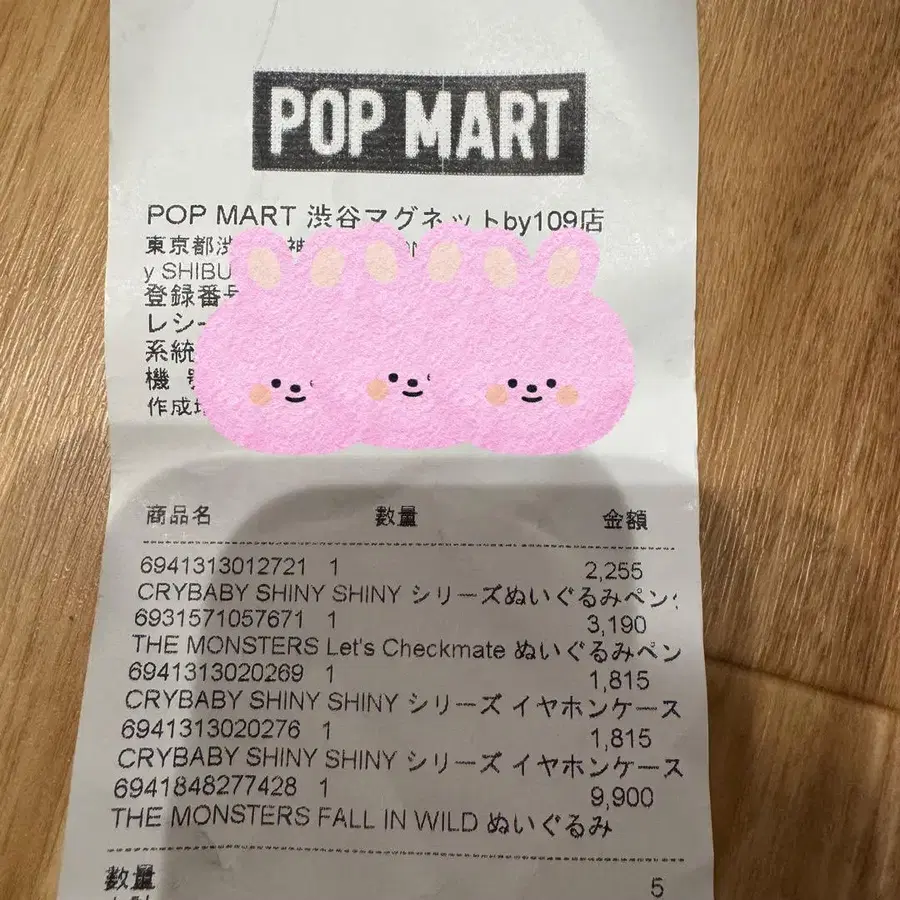 POP MART
POP MART 渋谷マグネットby109店
東京都渋
y SHIBU
登録番号
レシー
系統
機
作成
商品名 数量 金額
6941313012721 1 2,255
CRYBABY SHINY SHINY シリーズぬいぐるみペン
6931571057671 1 3,190
THE MONSTERS Let's Checkmate ぬいぐるみペン
6941313020269 1 1,815
CRYBABY SHINY SHINY シリーズ イヤホンケース
6941313020276 1 1,815
CRYBABY SHINY SHINY シリーズ イヤホンケース
6941848277428 1 9,900
THE MONSTERS FALL IN WILD ぬいぐるみ
数量 5